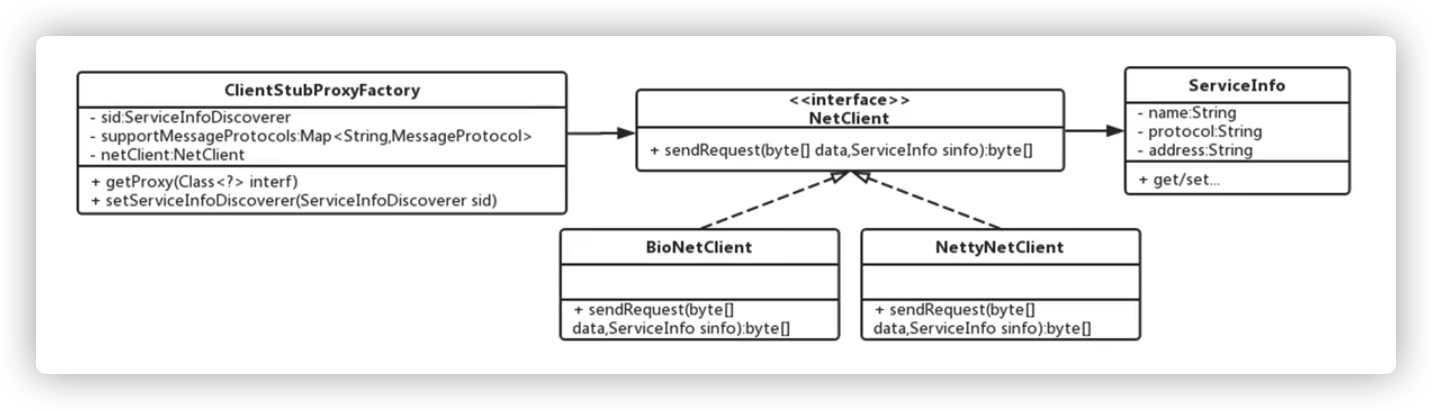 ClientStubProxyFactory
- sid:ServiceInfoDiscoverer
- supportMessageProtocols:Map<String,MessageProtocol>
- netClient:NetClient
+ getProxy(Class<?> interf)
+ setServiceInfoDiscoverer(ServiceInfoDiscoverer sid)
<<interface>>
NetClient
+ sendRequest(byte[] data,ServiceInfo sinfo):byte[]
ServiceInfo
- name:String
- protocol:String
- address:String
+ get/set...
BioNetClient
+ sendRequest(byte[]
data,ServiceInfo sinfo):byte[]
NettyNetClient
+ sendRequest(byte[]
data,ServiceInfo sinfo):byte[]